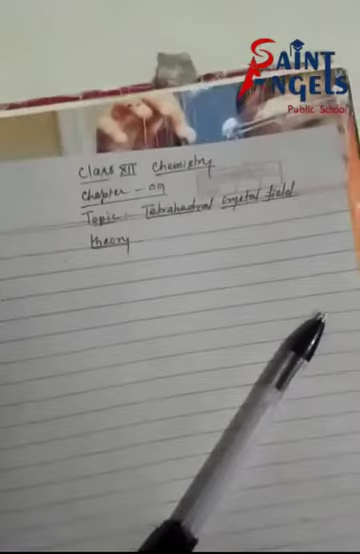 SAINT
ANGELS
Public School
Class XII Chemistry
Chapter - 09
Topic - Tetrahedral Crystal field
theory